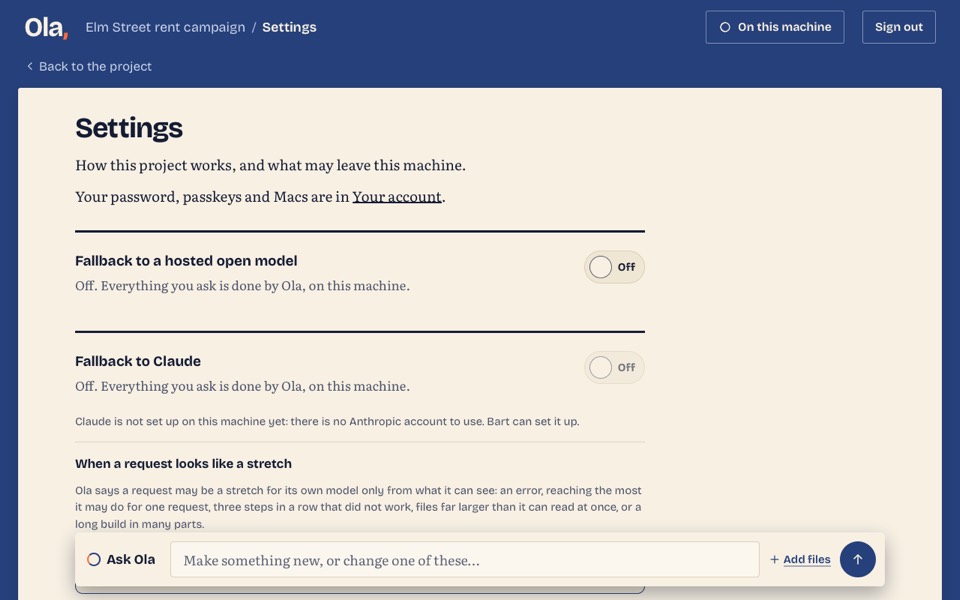 Ola,
Elm Street rent campaign / Settings
On this machine
Sign out
Back to the project
Settings
How this project works, and what may leave this machine.
Your password, passkeys and Macs are in Your account.
Fallback to a hosted open model
Off
Off. Everything you ask is done by Ola, on this machine.
Fallback to Claude
Off
Off. Everything you ask is done by Ola, on this machine.
Claude is not set up on this machine yet: there is no Anthropic account to use. Bart can set it up.
When a request looks like a stretch
Ola says a request may be a stretch for its own model only from what it can see: an error, reaching the most
it may do for one request, three steps in a row that did not work, files far larger than it can read at once, or a
long build in many parts.
Ask Ola
Make something new, or change one of these...
+ Add files